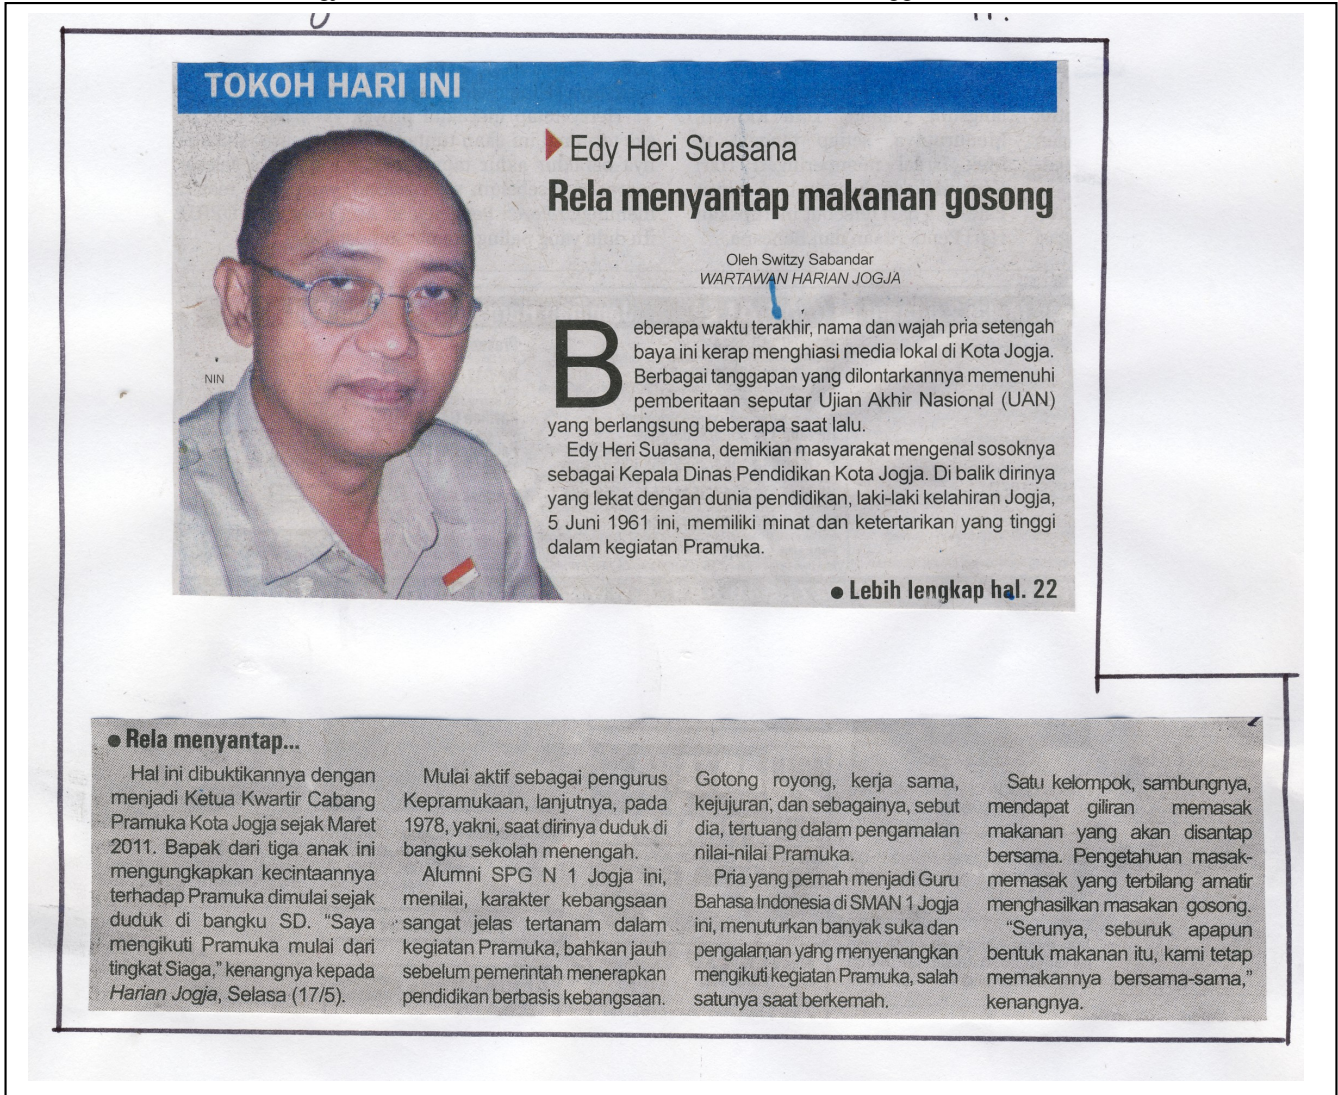 TOKOH HARI INI
Edy Heri Suasana
Rela menyantap makanan gosong
Oleh Switzy Sabandar
WARTAWAN HARIAN JOGJA
NIN
Beberapa waktu terakhir, nama dan wajah pria setengah
baya ini kerap menghiasi media lokal di Kota Jogja.
Berbagai tanggapan yang dilontarkannya memenuhi
pemberitaan seputar Ujian Akhir Nasional (UAN)
yang berlangsung beberapa saat lalu.
Edy Heri Suasana, demikian masyarakat mengenal sosoknya
sebagai Kepala Dinas Pendidikan Kota Jogja. Di balik dirinya
yang lekat dengan dunia pendidikan, laki-laki kelahiran Jogja,
5 Juni 1961 ini, memiliki minat dan ketertarikan yang tinggi
dalam kegiatan Pramuka.
● Lebih lengkap hal. 22
● Rela menyantap...
Hal ini dibuktikannya dengan
menjadi Ketua Kwartir Cabang
Pramuka Kota Jogja sejak Maret
2011. Bapak dari tiga anak ini
mengungkapkan kecintaannya
terhadap Pramuka dimulai sejak
duduk di bangku SD. “Saya
mengikuti Pramuka mulai dari
tingkat Siaga,” kenangnya kepada
Harian Jogja, Selasa (17/5).
Mulai aktif sebagai pengurus
Kepramukaan, lanjutnya, pada
1978, yakni, saat dirinya duduk di
bangku sekolah menengah.
Alumni SPG N 1 Jogja ini,
menilai, karakter kebangsaan
sangat jelas tertanam dalam
kegiatan Pramuka, bahkan jauh
sebelum pemerintah menerapkan
pendidikan berbasis kebangsaan.
Gotong royong, kerja sama,
kejujuran, dan sebagainya, sebut
dia, tertuang dalam pengamalan
nilai-nilai Pramuka.
Pria yang pernah menjadi Guru
Bahasa Indonesia di SMAN 1 Jogja
ini, menuturkan banyak suka dan
pengalaman yang menyenangkan
mengikuti kegiatan Pramuka, salah
satunya saat berkemah.
Satu kelompok, sambungnya,
mendapat giliran memasak
makanan yang akan disantap
bersama. Pengetahuan masak-
memasak yang terbilang amatir
menghasilkan masakan gosong.
“Serunya, seburuk apapun
bentuk makanan itu, kami tetap
memakannya bersama-sama,”
kenangnya.